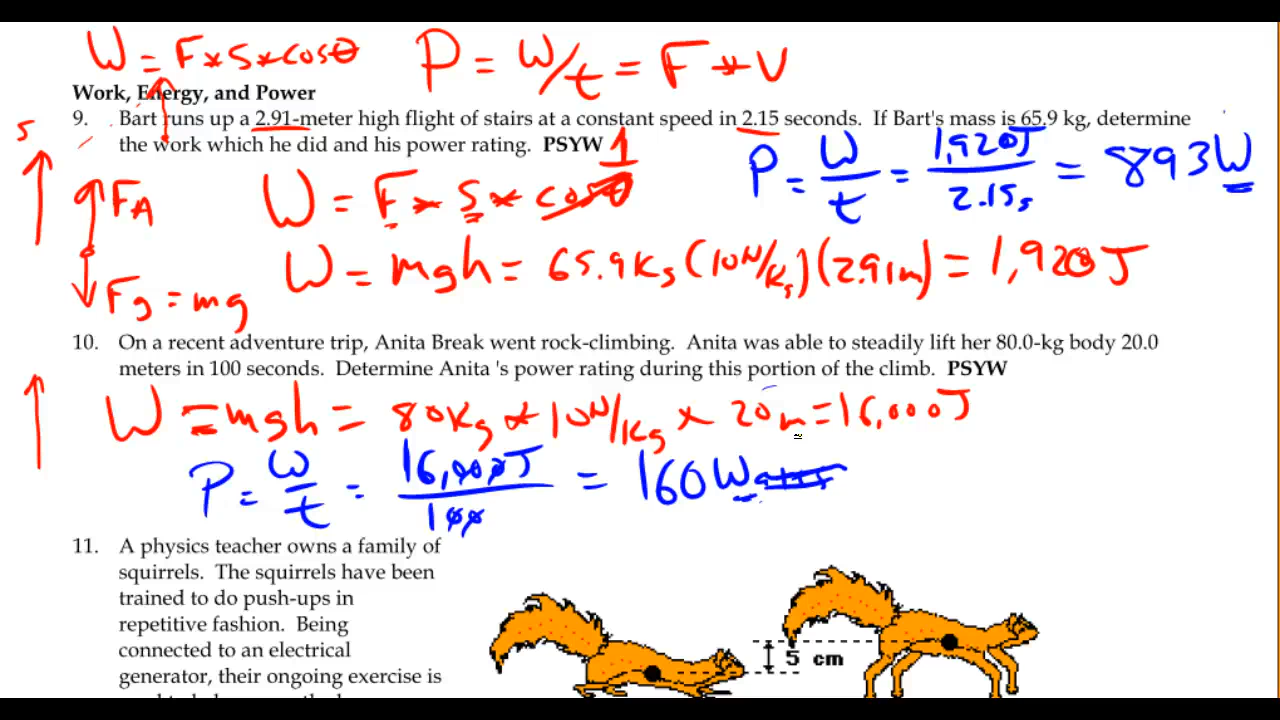 W = F * S * cosθ P = W/t = F * V
Work, Energy, and Power
9. Bart runs up a 2.91-meter high flight of stairs at a constant speed in 2.15 seconds. If Bart's mass is 65.9 kg, determine
the work which he did and his power rating. PSYW
S
1
P = W/t = 1,920J/2.15s = 893W
FA
W = F * S * cosθ
W = mgh = 65.9Kg(10N/Kg)(2.91m) = 1,920J
Fg = mg
10. On a recent adventure trip, Anita Break went rock-climbing. Anita was able to steadily lift her 80.0-kg body 20.0
meters in 100 seconds. Determine Anita 's power rating during this portion of the climb. PSYW
W = mgh = 80Kg * 10N/Kg * 20m = 16,000J
P = W/t = 16,000J/100 = 160Watts
11. A physics teacher owns a family of
squirrels. The squirrels have been
trained to do push-ups in
repetitive fashion. Being
connected to an electrical
generator, their ongoing exercise is
5 cm